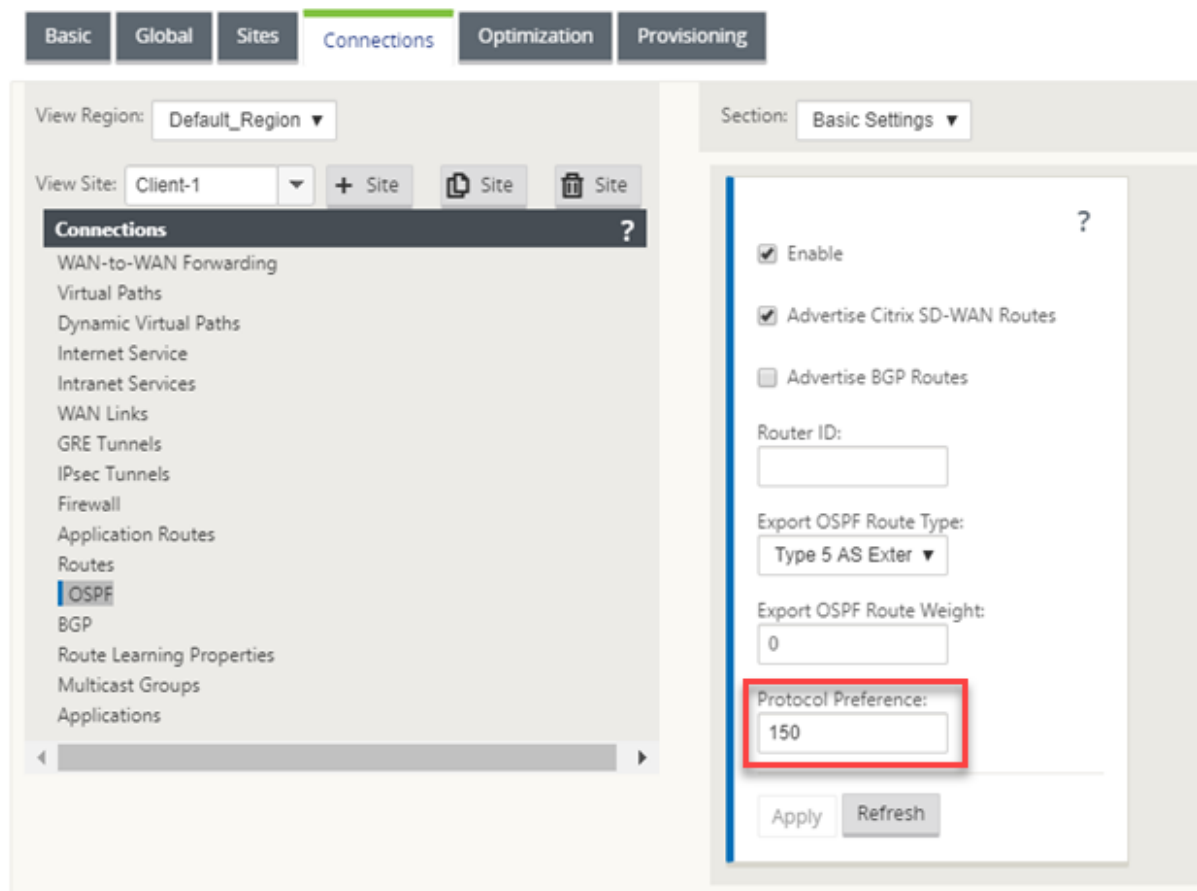 Basic Global Sites Connections Optimization Provisioning
View Region: Default_Region ▼
Section: Basic Settings ▼
View Site: Client-1 + Site Site Site
Connections ?
WAN-to-WAN Forwarding
Virtual Paths
Dynamic Virtual Paths
Internet Service
Intranet Services
WAN Links
GRE Tunnels
IPsec Tunnels
Firewall
Application Routes
Routes
OSPF
BGP
Route Learning Properties
Multicast Groups
Applications
?
Enable
Advertise Citrix SD-WAN Routes
Advertise BGP Routes
Router ID:
Export OSPF Route Type:
Type 5 AS Exter ▼
Export OSPF Route Weight:
0
Protocol Preference:
150
Apply Refresh